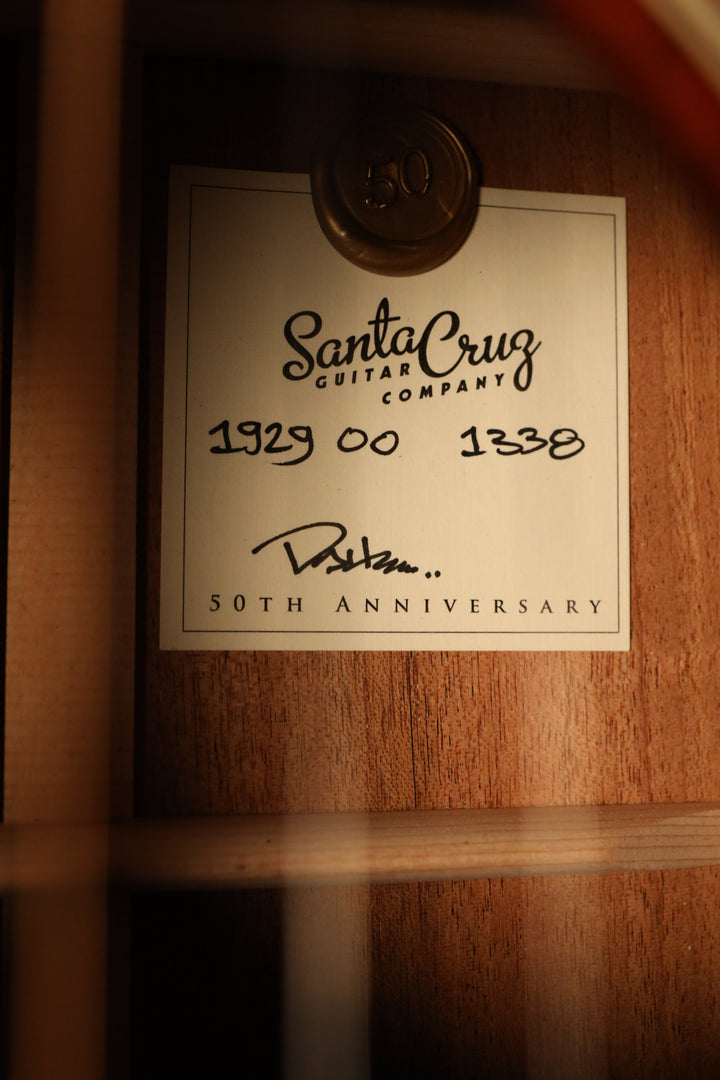 50
Santa Cruz
GUITAR
COMPANY
1929 00 1338
50TH ANNIVERSARY